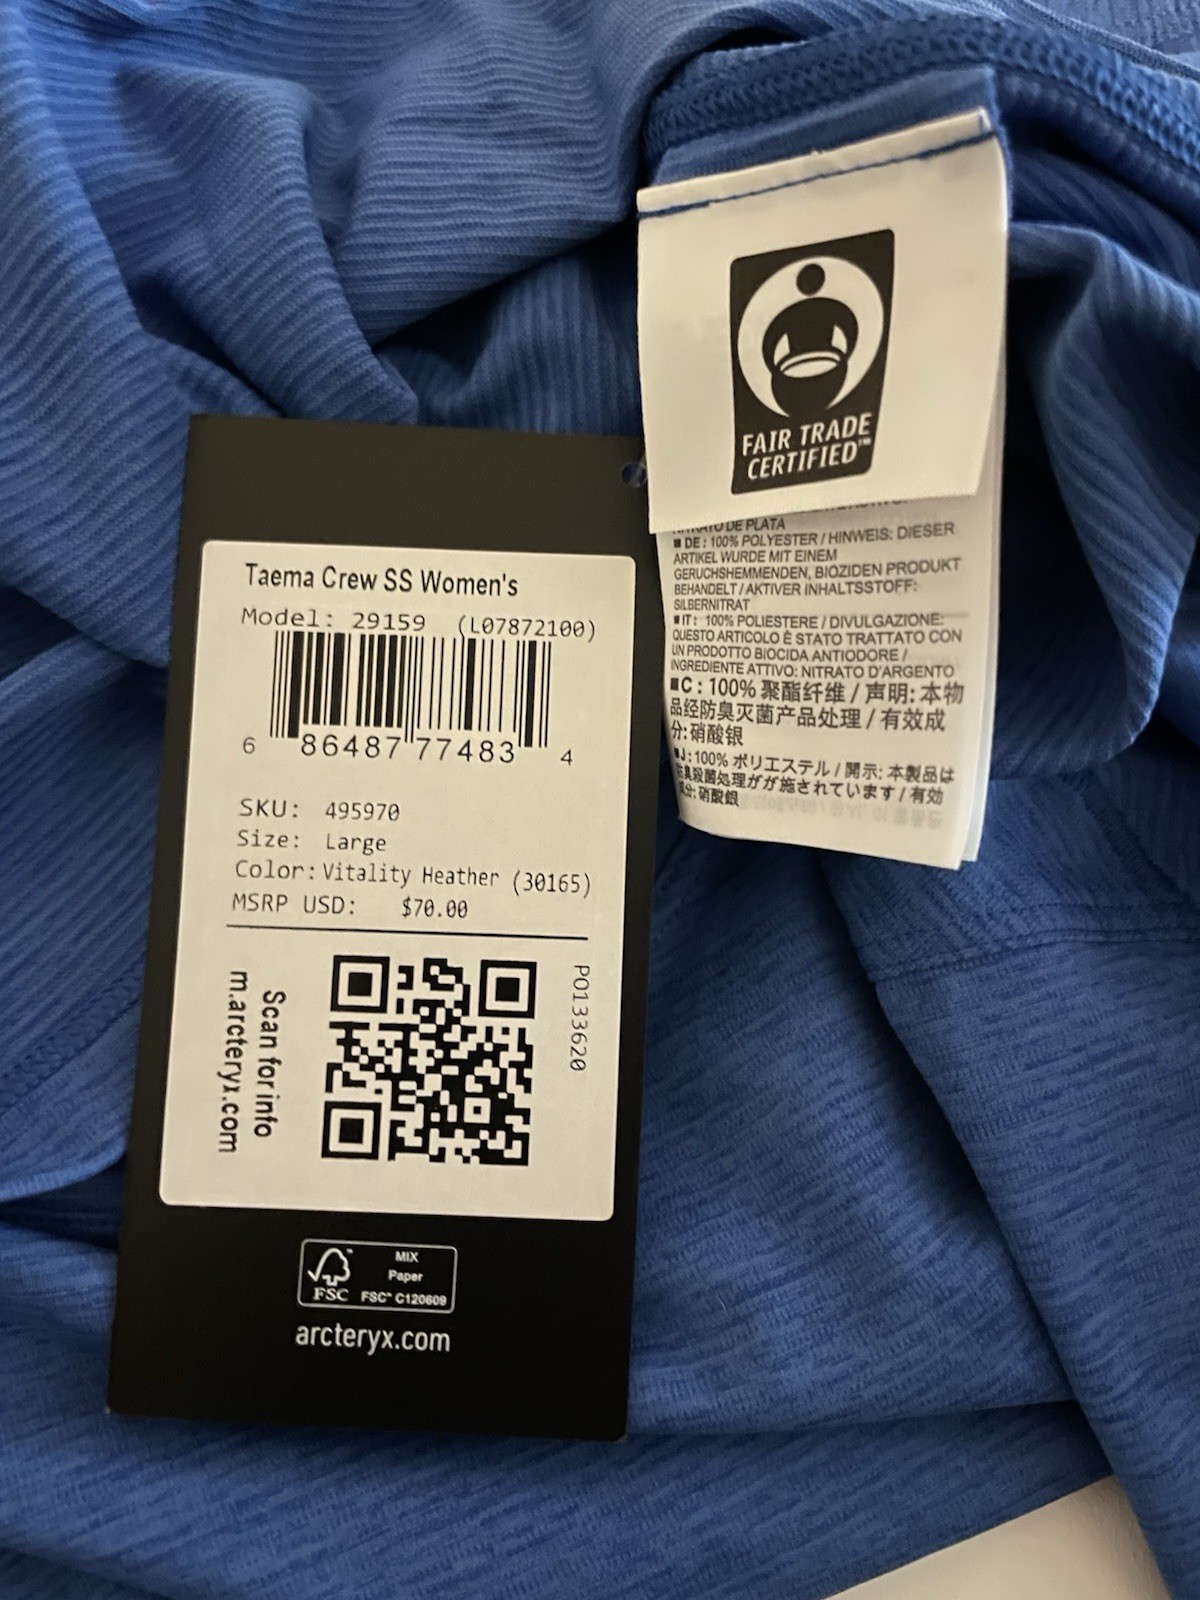 FAIR TRADE
CERTIFIED™
NITRATO DE PLATA
■ DE : 100% POLYESTER / HINWEIS: DIESER
ARTIKEL WURDE MIT EINEM
GERUCHSHEMMENDEN, BIOZIDEN PRODUKT
BEHANDELT / AKTIVER INHALTSSTOFF:
SILBERNITRAT
■ IT : 100% POLIESTERE / DIVULGAZIONE:
QUESTO ARTICOLO È STATO TRATTATO CON
UN PRODOTTO BIOCIDA ANTIODORE /
INGREDIENTE ATTIVO: NITRATO D'ARGENTO
■C : 100% 聚酯纤维 / 声明: 本物
品经防臭灭菌产品处理 / 有效成
分: 硝酸银
■J : 100% ポリエステル / 開示: 本製品は
防臭殺菌処理がが施されています / 有効
成分: 硝酸銀
Taema Crew SS Women's
Model: 29159 (L07872100)
6 86487 77483 4
SKU: 495970
Size: Large
Color: Vitality Heather (30165)
MSRP USD: $70.00
PO133620
Scan for info
m.arcteryx.com
FSC™
MIX
Paper
FSC™ C120609
arcteryx.com